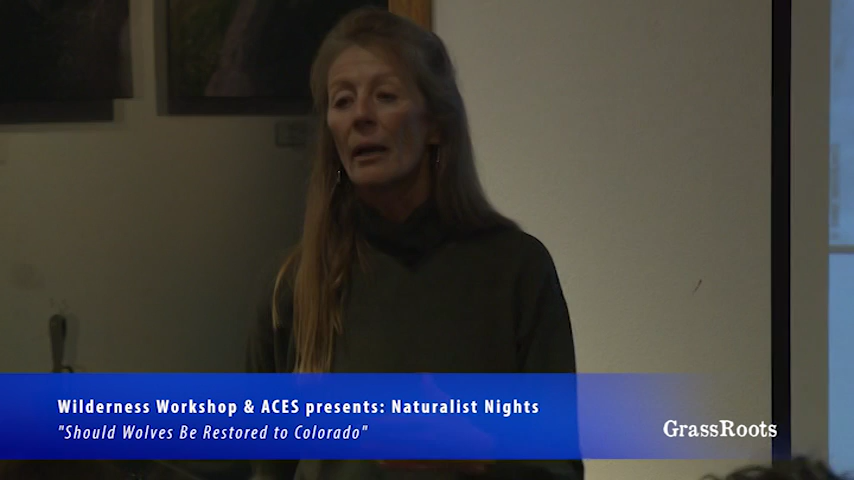 Wilderness Workshop & ACES presents: Naturalist Nights
"Should Wolves Be Restored to Colorado"
GrassRoots